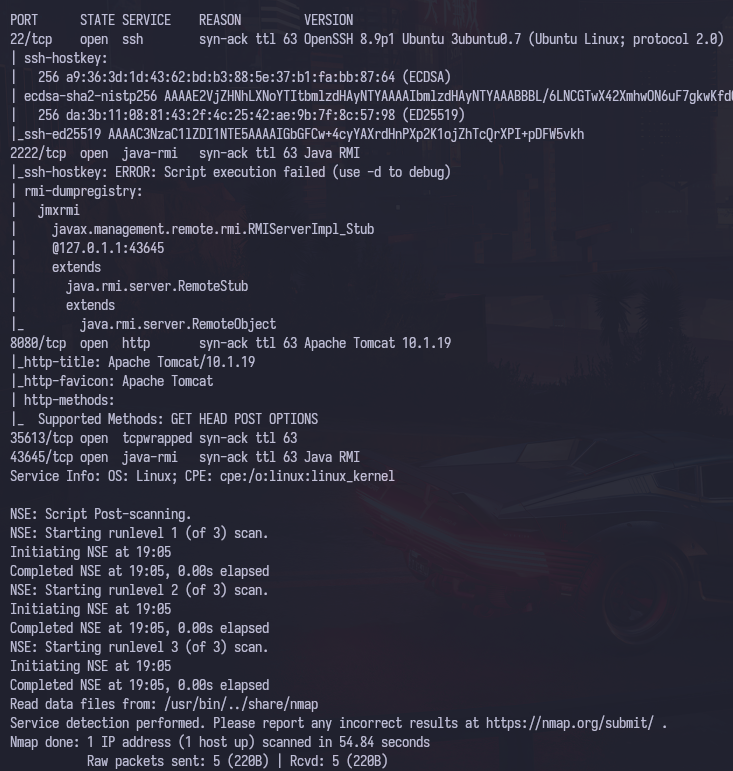 PORT      STATE SERVICE    REASON         VERSION
22/tcp    open  ssh        syn-ack ttl 63 OpenSSH 8.9p1 Ubuntu 3ubuntu0.7 (Ubuntu Linux; protocol 2.0)
| ssh-hostkey:
|   256 a9:36:3d:1d:43:62:bd:b3:88:5e:37:b1:fa:bb:87:64 (ECDSA)
| ecdsa-sha2-nistp256 AAAAE2VjZHNhLXNoYTItbmlzdHAyNTYAAAAIbmlzdHAyNTYAAABBBL/6LNCGTwX42XmhwON6uF7gkwKfd
|   256 da:3b:11:08:81:43:2f:4c:25:42:ae:9b:7f:8c:57:98 (ED25519)
|_ssh-ed25519 AAAAC3NzaC1lZDI1NTE5AAAAIGbGFCw+4cyYAXrdHnPXp2K1ojZhTcQrXPI+pDFW5vkh
2222/tcp  open  java-rmi   syn-ack ttl 63 Java RMI
|_ssh-hostkey: ERROR: Script execution failed (use -d to debug)
| rmi-dumpregistry:
|   jmxrmi
|     javax.management.remote.rmi.RMIServerImpl_Stub
|     @127.0.1.1:43645
|     extends
|       java.rmi.server.RemoteStub
|       extends
|_        java.rmi.server.RemoteObject
8080/tcp  open  http       syn-ack ttl 63 Apache Tomcat 10.1.19
|_http-title: Apache Tomcat/10.1.19
|_http-favicon: Apache Tomcat
| http-methods:
|_  Supported Methods: GET HEAD POST OPTIONS
35613/tcp open  tcpwrapped syn-ack ttl 63
43645/tcp open  java-rmi   syn-ack ttl 63 Java RMI
Service Info: OS: Linux; CPE: cpe:/o:linux:linux_kernel
NSE: Script Post-scanning.
NSE: Starting runlevel 1 (of 3) scan.
Initiating NSE at 19:05
Completed NSE at 19:05, 0.00s elapsed
NSE: Starting runlevel 2 (of 3) scan.
Initiating NSE at 19:05
Completed NSE at 19:05, 0.00s elapsed
NSE: Starting runlevel 3 (of 3) scan.
Initiating NSE at 19:05
Completed NSE at 19:05, 0.00s elapsed
Read data files from: /usr/bin/../share/nmap
Service detection performed. Please report any incorrect results at https://nmap.org/submit/ .
Nmap done: 1 IP address (1 host up) scanned in 54.84 seconds
           Raw packets sent: 5 (220B) | Rcvd: 5 (220B)